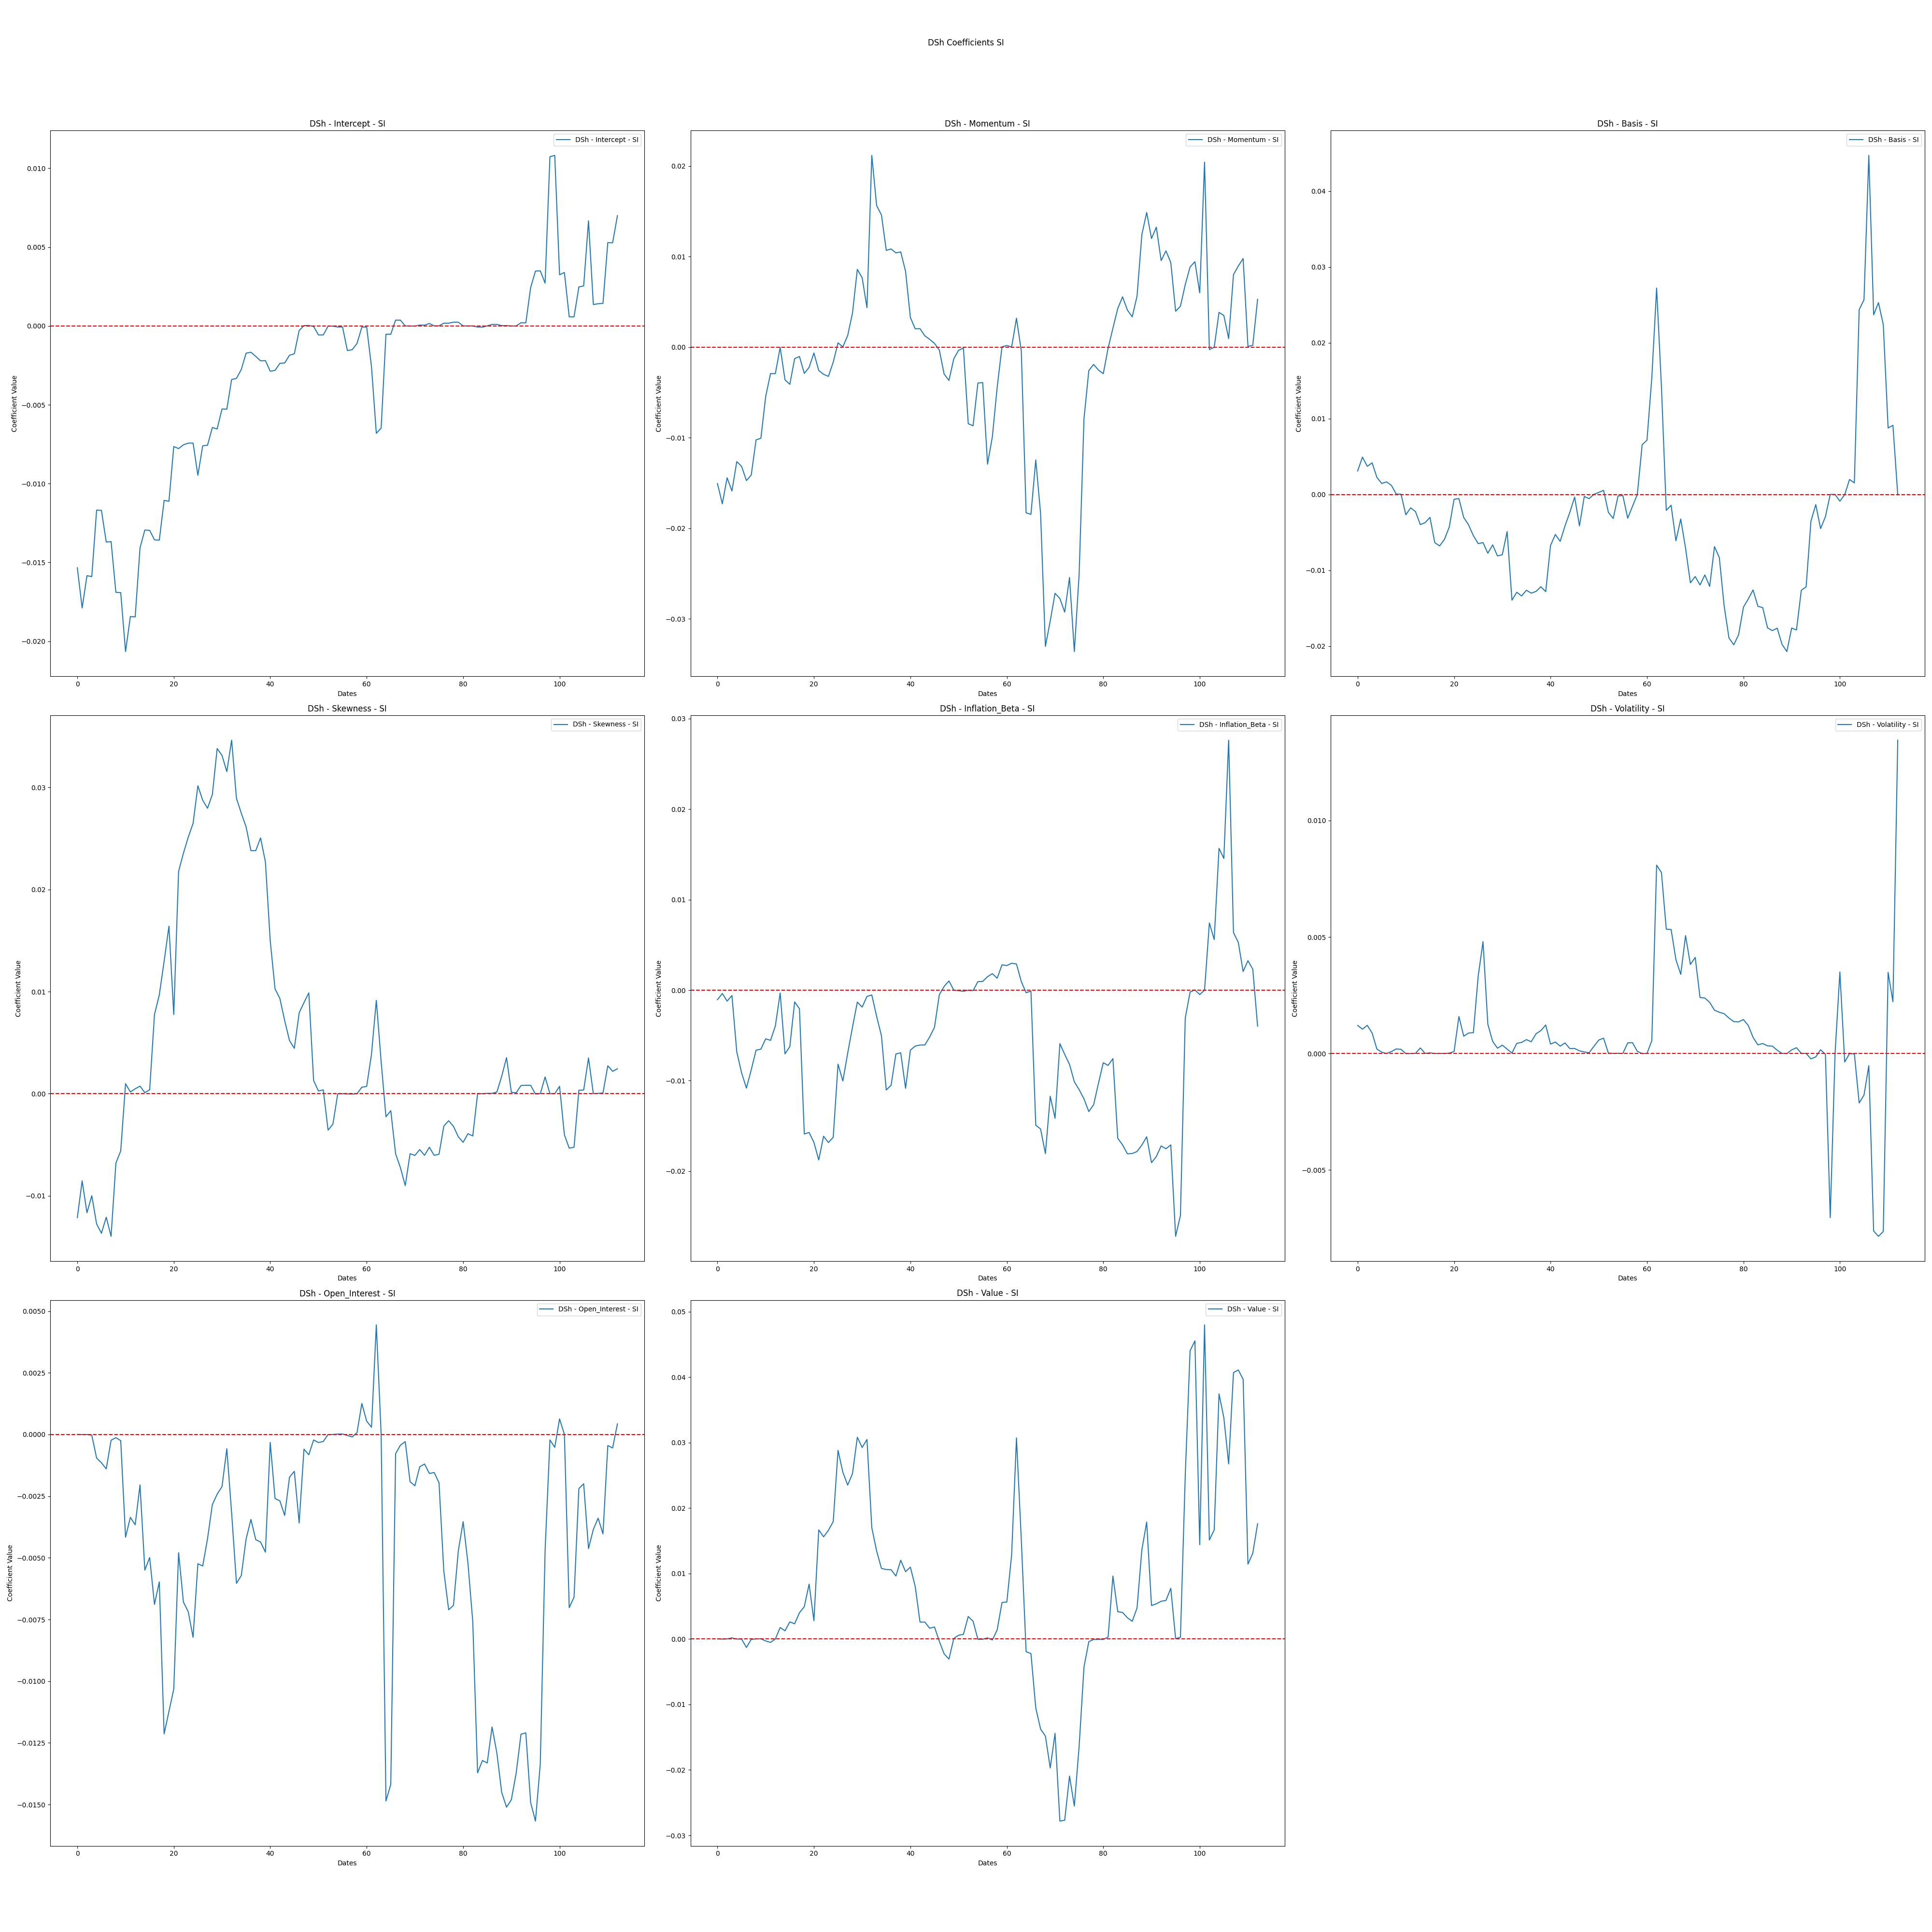 DSh Coefficients SI
DSh - Intercept - SI
DSh - Intercept - SI
0.010
0.005
0.000
−0.005
−0.010
−0.015
−0.020
Coefficient Value
0 20 40 60 80 100
Dates
DSh - Momentum - SI
DSh - Momentum - SI
0.02
0.01
0.00
−0.01
−0.02
−0.03
Coefficient Value
0 20 40 60 80 100
Dates
DSh - Basis - SI
DSh - Basis - SI
0.04
0.03
0.02
0.01
0.00
−0.01
−0.02
Coefficient Value
0 20 40 60 80 100
Dates
DSh - Skewness - SI
DSh - Skewness - SI
0.03
0.02
0.01
0.00
−0.01
Coefficient Value
0 20 40 60 80 100
Dates
DSh - Inflation_Beta - SI
DSh - Inflation_Beta - SI
0.03
0.02
0.01
0.00
−0.01
−0.02
Coefficient Value
0 20 40 60 80 100
Dates
DSh - Volatility - SI
DSh - Volatility - SI
0.010
0.005
0.000
−0.005
Coefficient Value
0 20 40 60 80 100
Dates
DSh - Open_Interest - SI
DSh - Open_Interest - SI
0.0050
0.0025
0.0000
−0.0025
−0.0050
−0.0075
−0.0100
−0.0125
−0.0150
Coefficient Value
0 20 40 60 80 100
Dates
DSh - Value - SI
DSh - Value - SI
0.05
0.04
0.03
0.02
0.01
0.00
−0.01
−0.02
−0.03
Coefficient Value
0 20 40 60 80 100
Dates